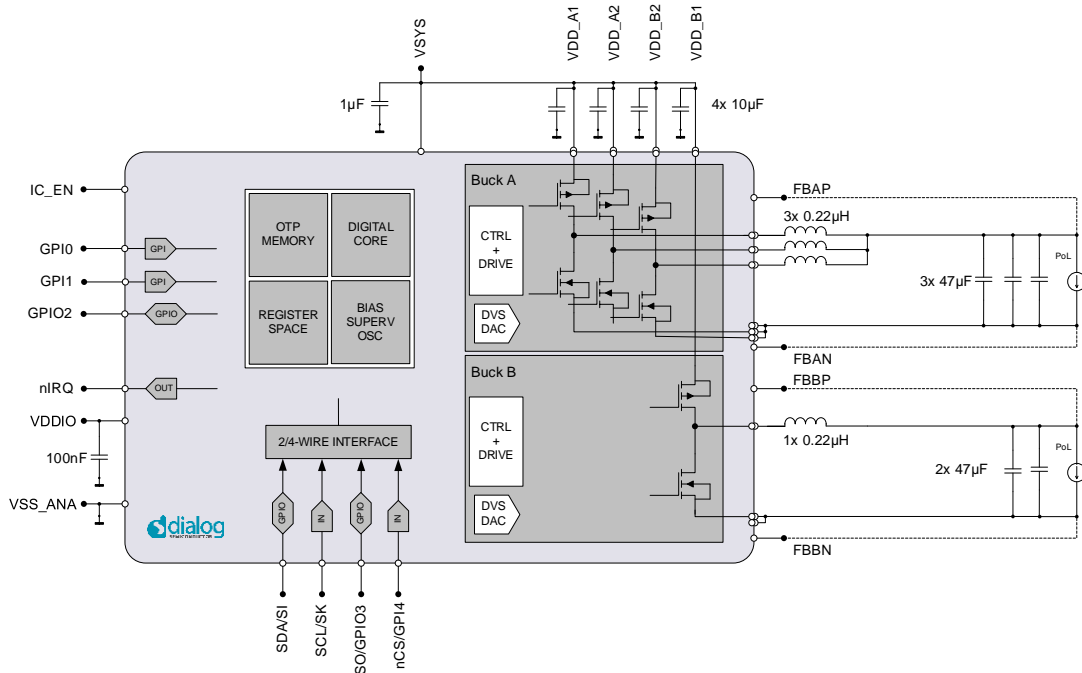 VSYS
VDD_A1
VDD_A2
VDD_B2
VDD_B1
1µF
4x 10µF
IC_EN
GPI0
GPI
GPI1
GPI
GPIO2
GPIO
nIRQ
OUT
VDDIO
100nF
VSS_ANA
OTP
MEMORY
DIGITAL
CORE
REGISTER
SPACE
BIAS
SUPERV
OSC
2/4-WIRE INTERFACE
GPIO
IN
GPIO
IN
SDA/SI
SCL/SK
SO/GPIO3
nCS/GPI4
dialog
SEMICONDUCTOR
Buck A
CTRL
+
DRIVE
DVS
DAC
Buck B
CTRL
+
DRIVE
DVS
DAC
FBAP
3x 0.22µH
3x 47µF
PoL
FBAN
FBBP
1x 0.22µH
2x 47µF
PoL
FBBN